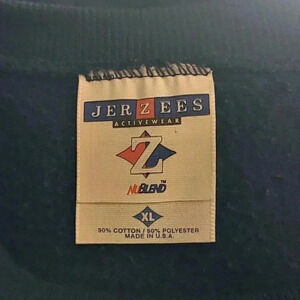 JERZEES
ACTIVEWEAR
Z
NUBLEND
XL
50% COTTON / 50% POLYESTER
MADE IN U.S.A.